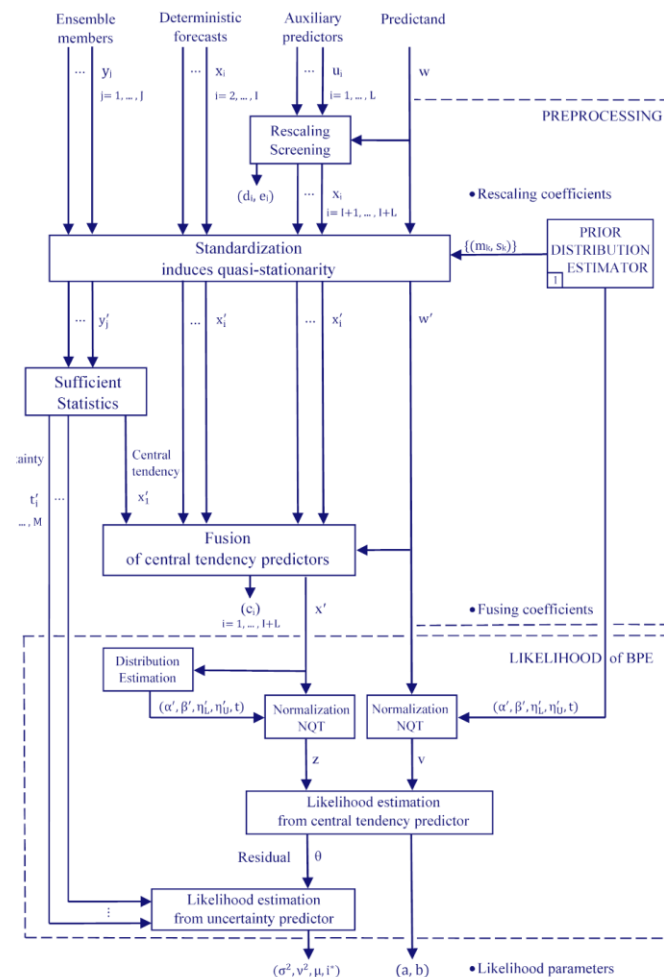 Ensemble members
Deterministic forecasts
Auxiliary predictors
Predictand
... yⱼ
j= 1, ... , J
... xᵢ
i= 2, ... , I
... uᵢ
i= 1, ... , L
w
PREPROCESSING
Rescaling
Screening
(dᵢ, eᵢ)
... xᵢ
i= I+1, ... , I+L
• Rescaling coefficients
Standardization
induces quasi-stationarity
{(mₖ, sₖ)}
PRIOR
DISTRIBUTION
ESTIMATOR
1
... y′ⱼ
... x′ᵢ
... x′ᵢ
w′
Sufficient
Statistics
Central
tendency
x′₁
t′ᵢ ...
... , M
Fusion
of central tendency predictors
(cᵢ)
i= 1, ... , I+L
x′
• Fusing coefficients
LIKELIHOOD of BPE
Distribution
Estimation
(α′, β′, η′L, η′U, t)
Normalization
NQT
Normalization
NQT
(α′, β′, η′L, η′U, t)
z
v
Likelihood estimation
from central tendency predictor
Residual θ
...
Likelihood estimation
from uncertainty predictor
(σ², ν², μ, i*)
(a, b)
• Likelihood parameters